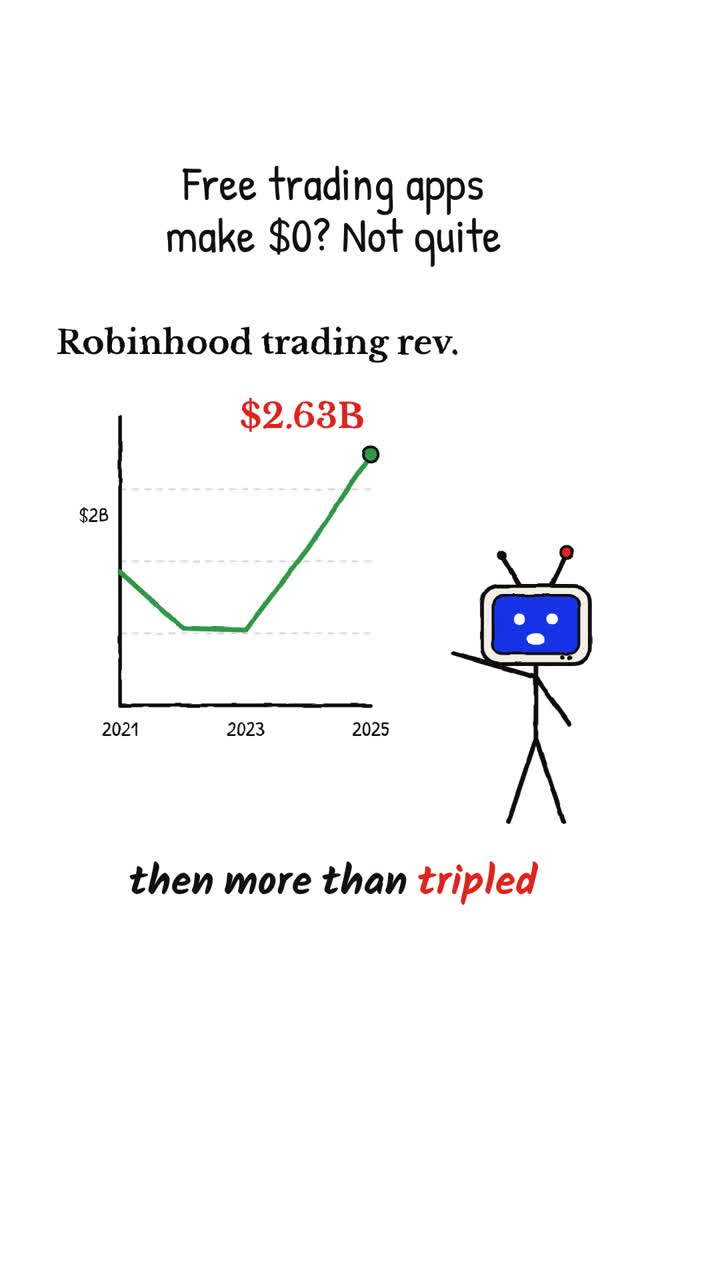 Free trading apps
make $0? Not quite
Robinhood trading rev.
$2.63B
$2B
2021 2023 2025
then more than tripled